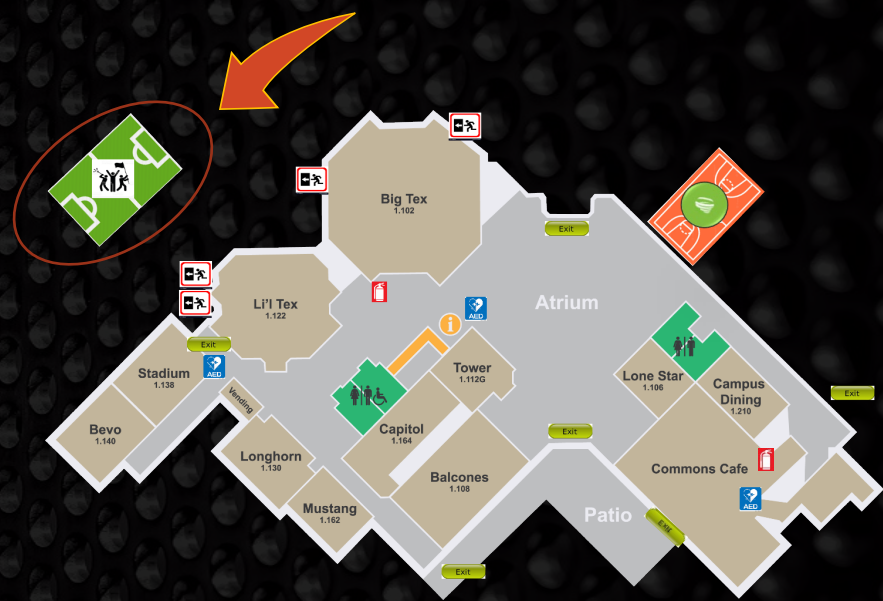 Big Tex
1.102
Exit
Li'l Tex
1.122
Atrium
i
AED
Exit
AED
Stadium
1.138
Tower
1.112G
Lone Star
1.106
Campus
Dining
1.210
Exit
Vending
Bevo
1.140
Capitol
1.164
Exit
Longhorn
1.130
Balcones
1.108
Commons Cafe
AED
Mustang
1.162
Patio
Exit
Exit